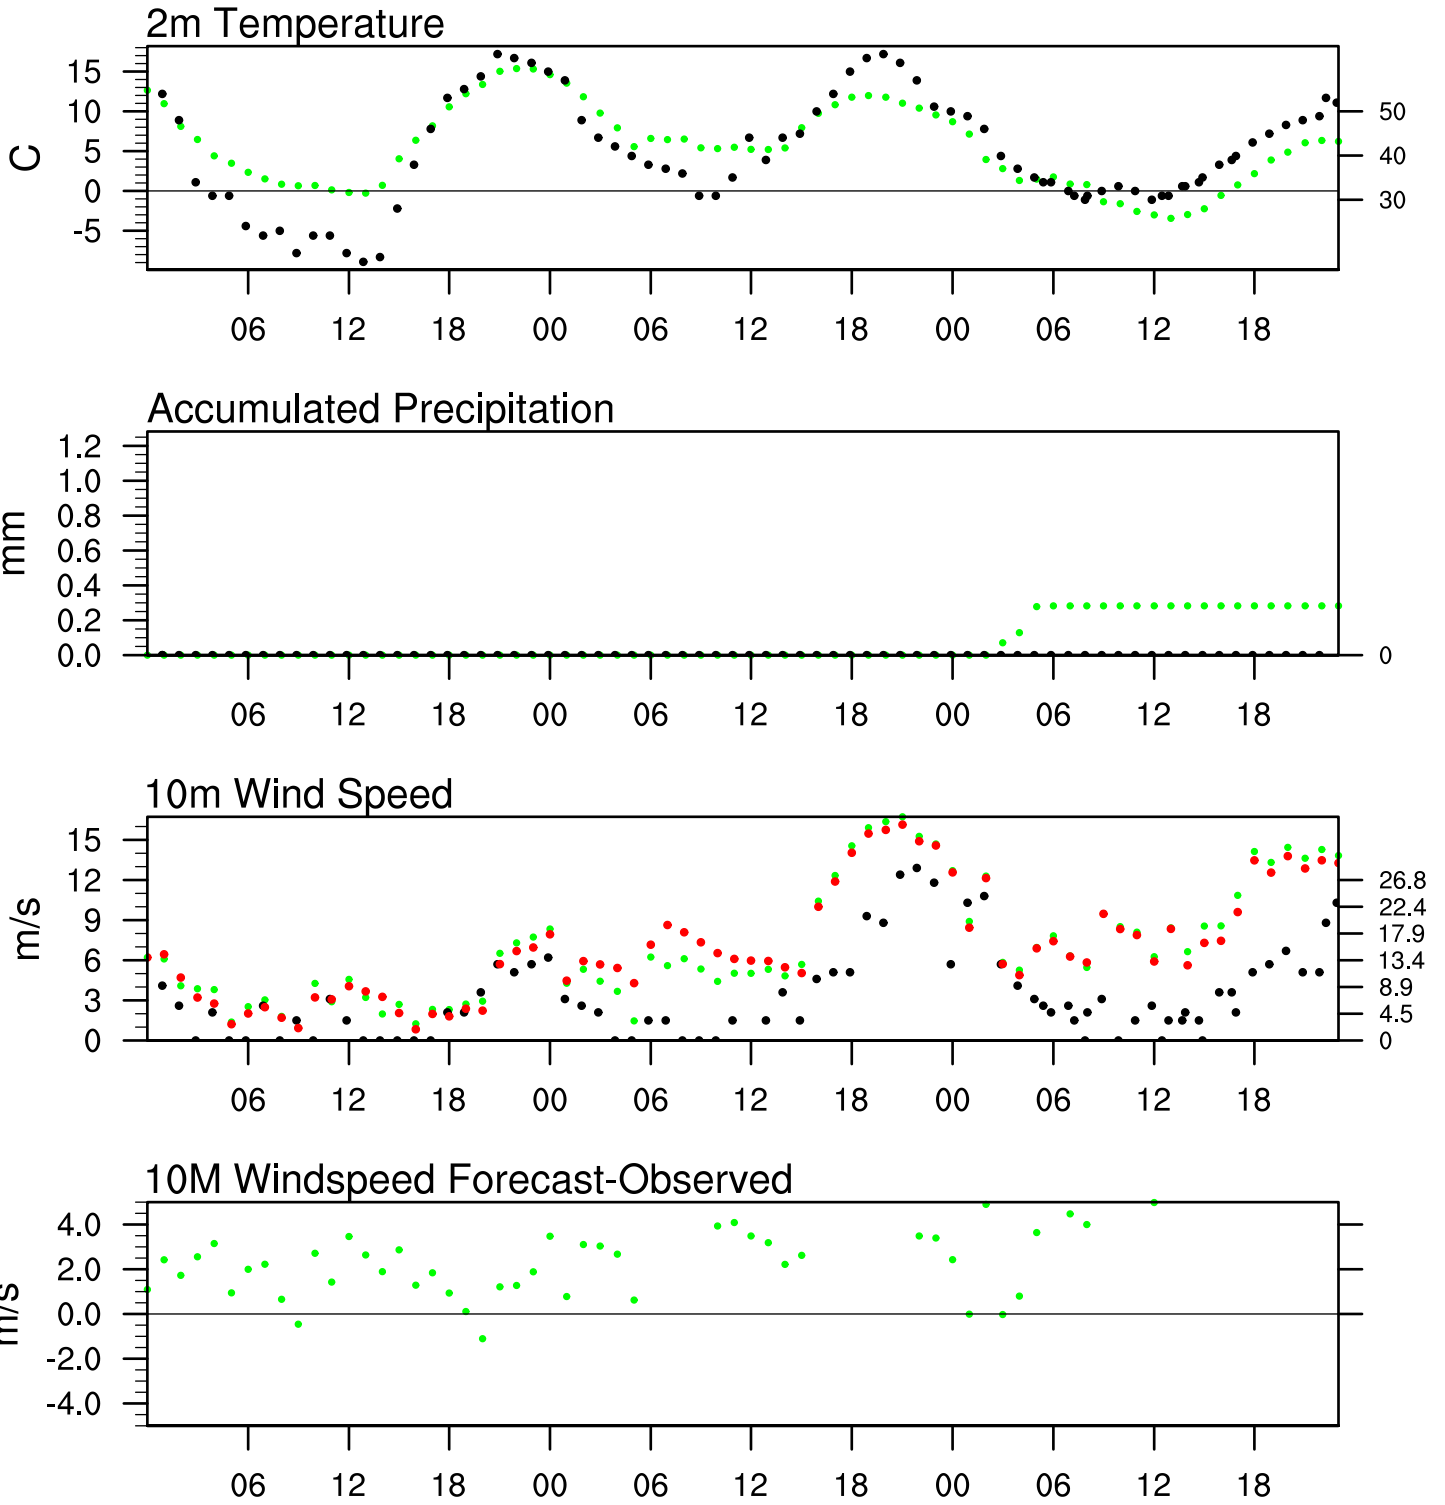 2m Temperature
15
10
5
0
-5
C
50
40
30
06 12 18 00 06 12 18 00 06 12 18
Accumulated Precipitation
1.2
1.0
0.8
0.6
0.4
0.2
0.0
mm
0
06 12 18 00 06 12 18 00 06 12 18
10m Wind Speed
15
12
9
6
3
0
m/s
26.8
22.4
17.9
13.4
8.9
4.5
0
06 12 18 00 06 12 18 00 06 12 18
10M Windspeed Forecast-Observed
4.0
2.0
0.0
-2.0
-4.0
m/s
06 12 18 00 06 12 18 00 06 12 18